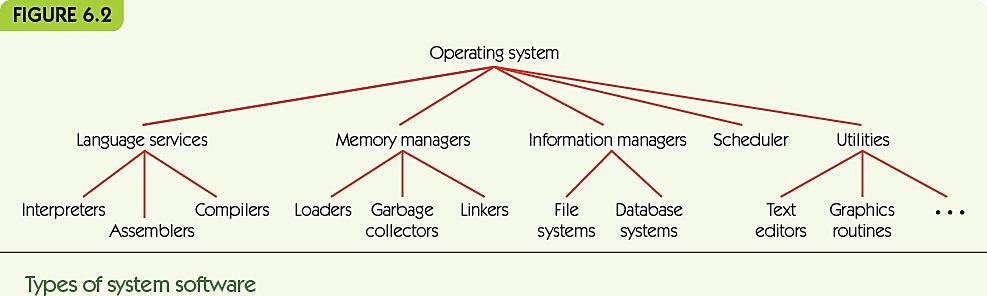 FIGURE 6.2
Operating system
Language services Memory managers Information managers Scheduler Utilities
Interpreters Assemblers Compilers Loaders Garbage collectors Linkers File systems Database systems Text editors Graphics routines ...
Types of system software